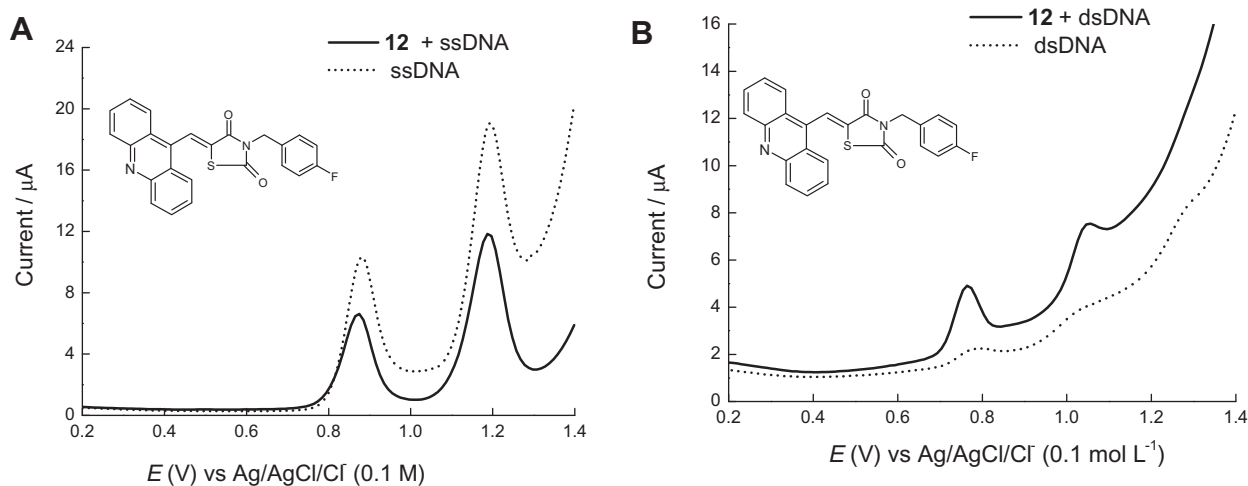 A
12 + ssDNA
ssDNA
Current / μA
24
20
16
12
8
4
0
0.2 0.4 0.6 0.8 1.0 1.2 1.4
E (V) vs Ag/AgCl/Cl⁻ (0.1 M)
O
N
S
O
F
N
B
12 + dsDNA
dsDNA
Current / μA
16
14
12
10
8
6
4
2
0
0.2 0.4 0.6 0.8 1.0 1.2 1.4
E (V) vs Ag/AgCl/Cl⁻ (0.1 mol L⁻¹)
O
N
S
O
F
N